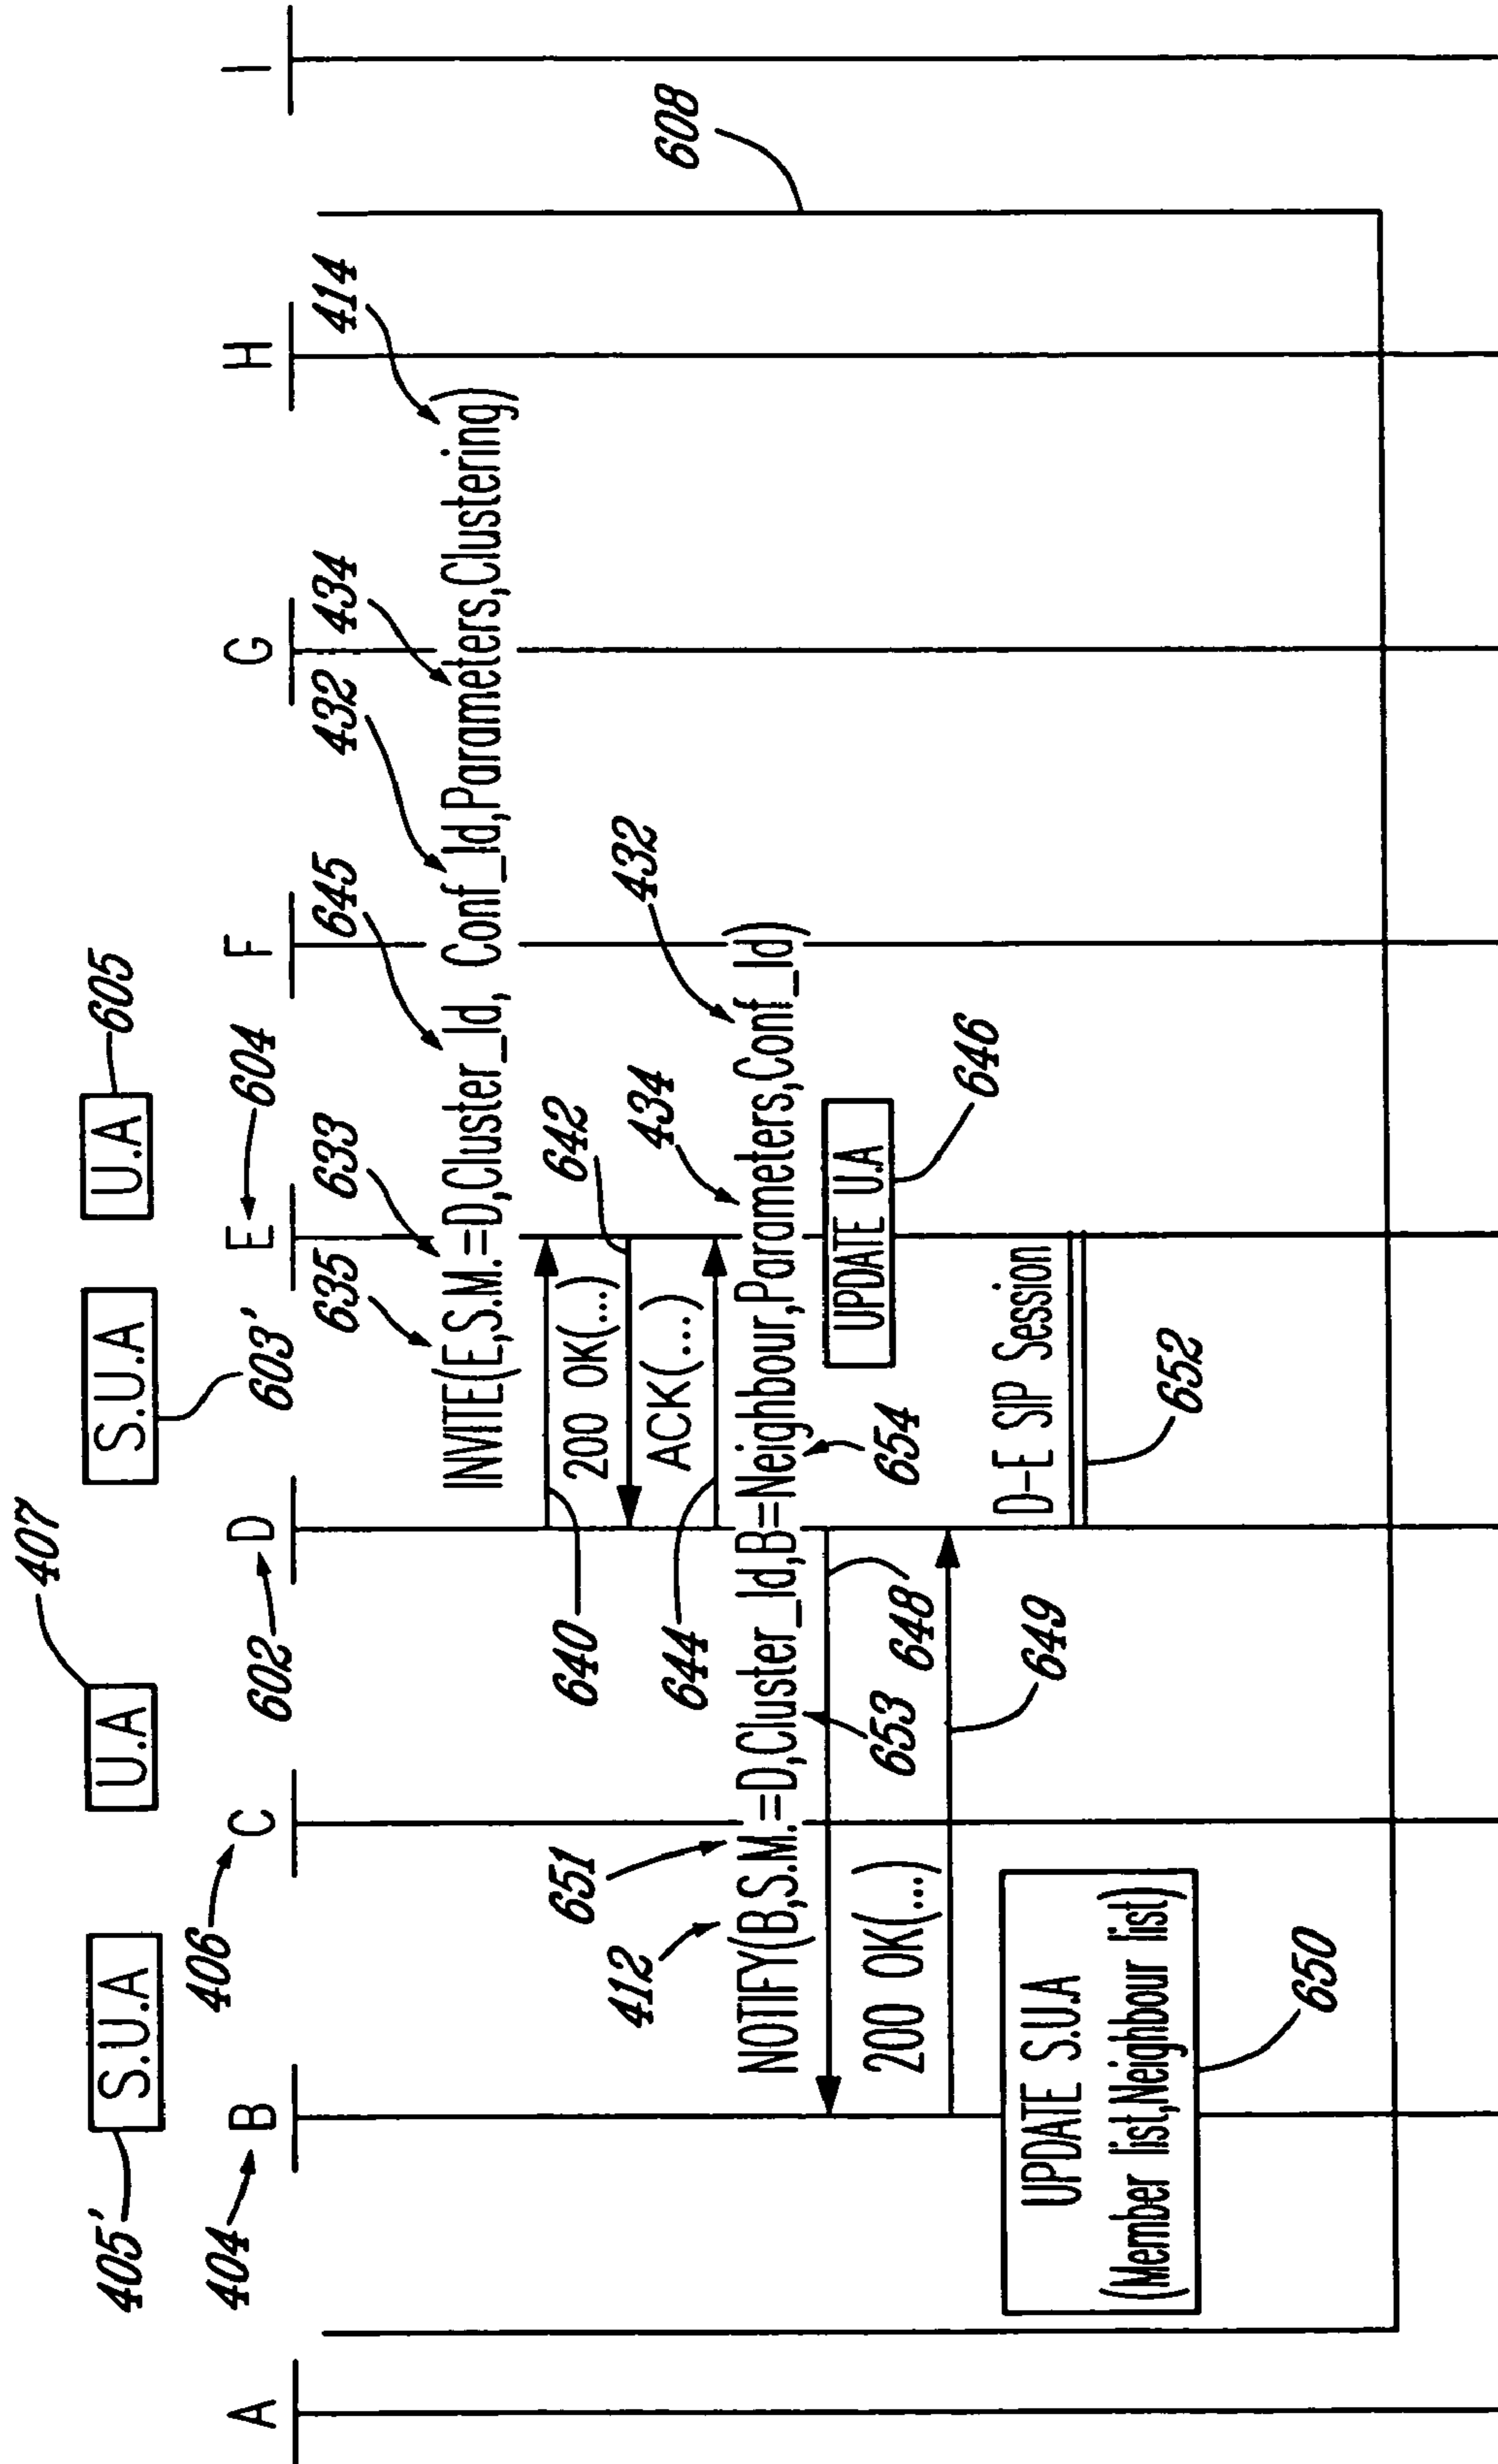 407
405' S.U.A U.A S.U.A U.A 605
603'
404 406 602 604
A B C D E F G H I
635 633 645 432 434 414
INVITE(E,S.M.=D,Cluster_Id, Conf_Id,Parameters,Clustering)
640 200 OK(...) 642
644 ACK(...)
608
412 651 434 432
NOTIFY(B,S.M.=D,Cluster_Id,B=Neighbour,Parameters,Conf_Id)
653 648 654
UPDATE U.A 646
200 OK(...) 649
UPDATE S.U.A
(Member list,Neighbour list)
650
D-E SIP Session
652